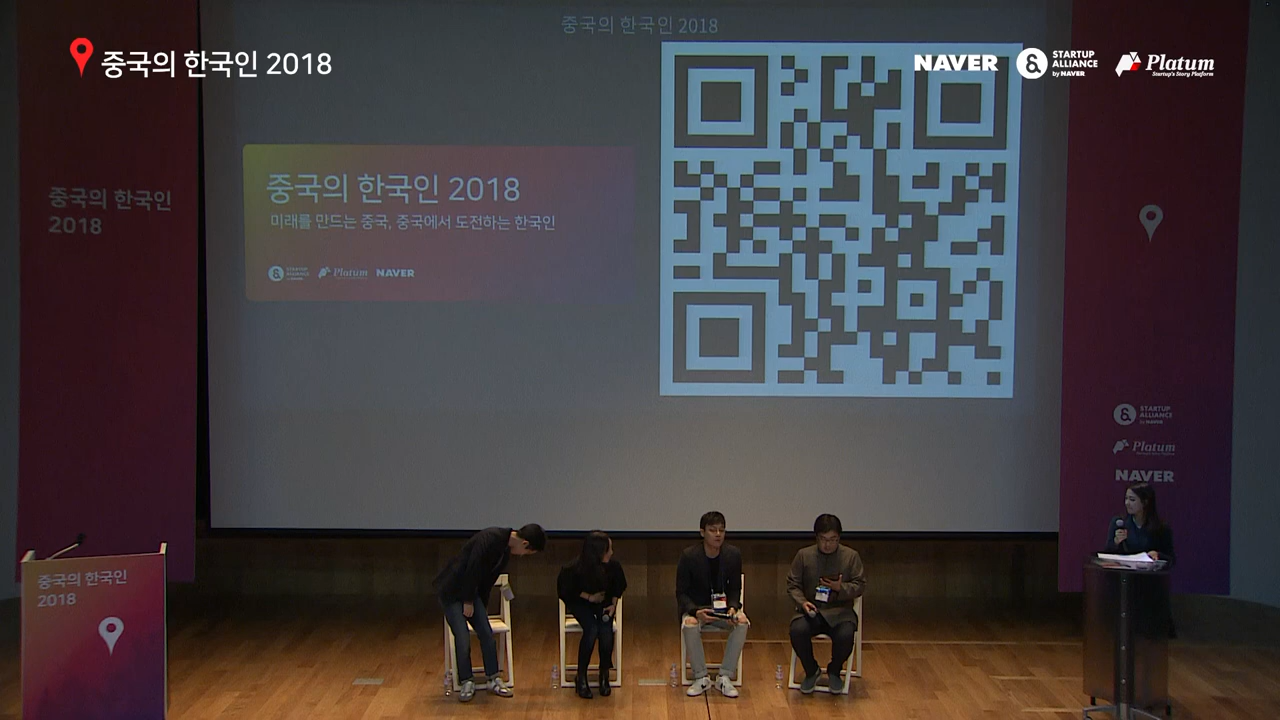 중국의 한국인 2018
중국의 한국인 2018
NAVER
&
STARTUP
ALLIANCE
by NAVER
Platum
Startup's Story Platform
중국의 한국인
2018
중국의 한국인 2018
미래를 만드는 중국, 중국에서 도전하는 한국인
&
STARTUP
ALLIANCE
Platum
NAVER
&
STARTUP
ALLIANCE
by NAVER
Platum
NAVER
중국의 한국인
2018